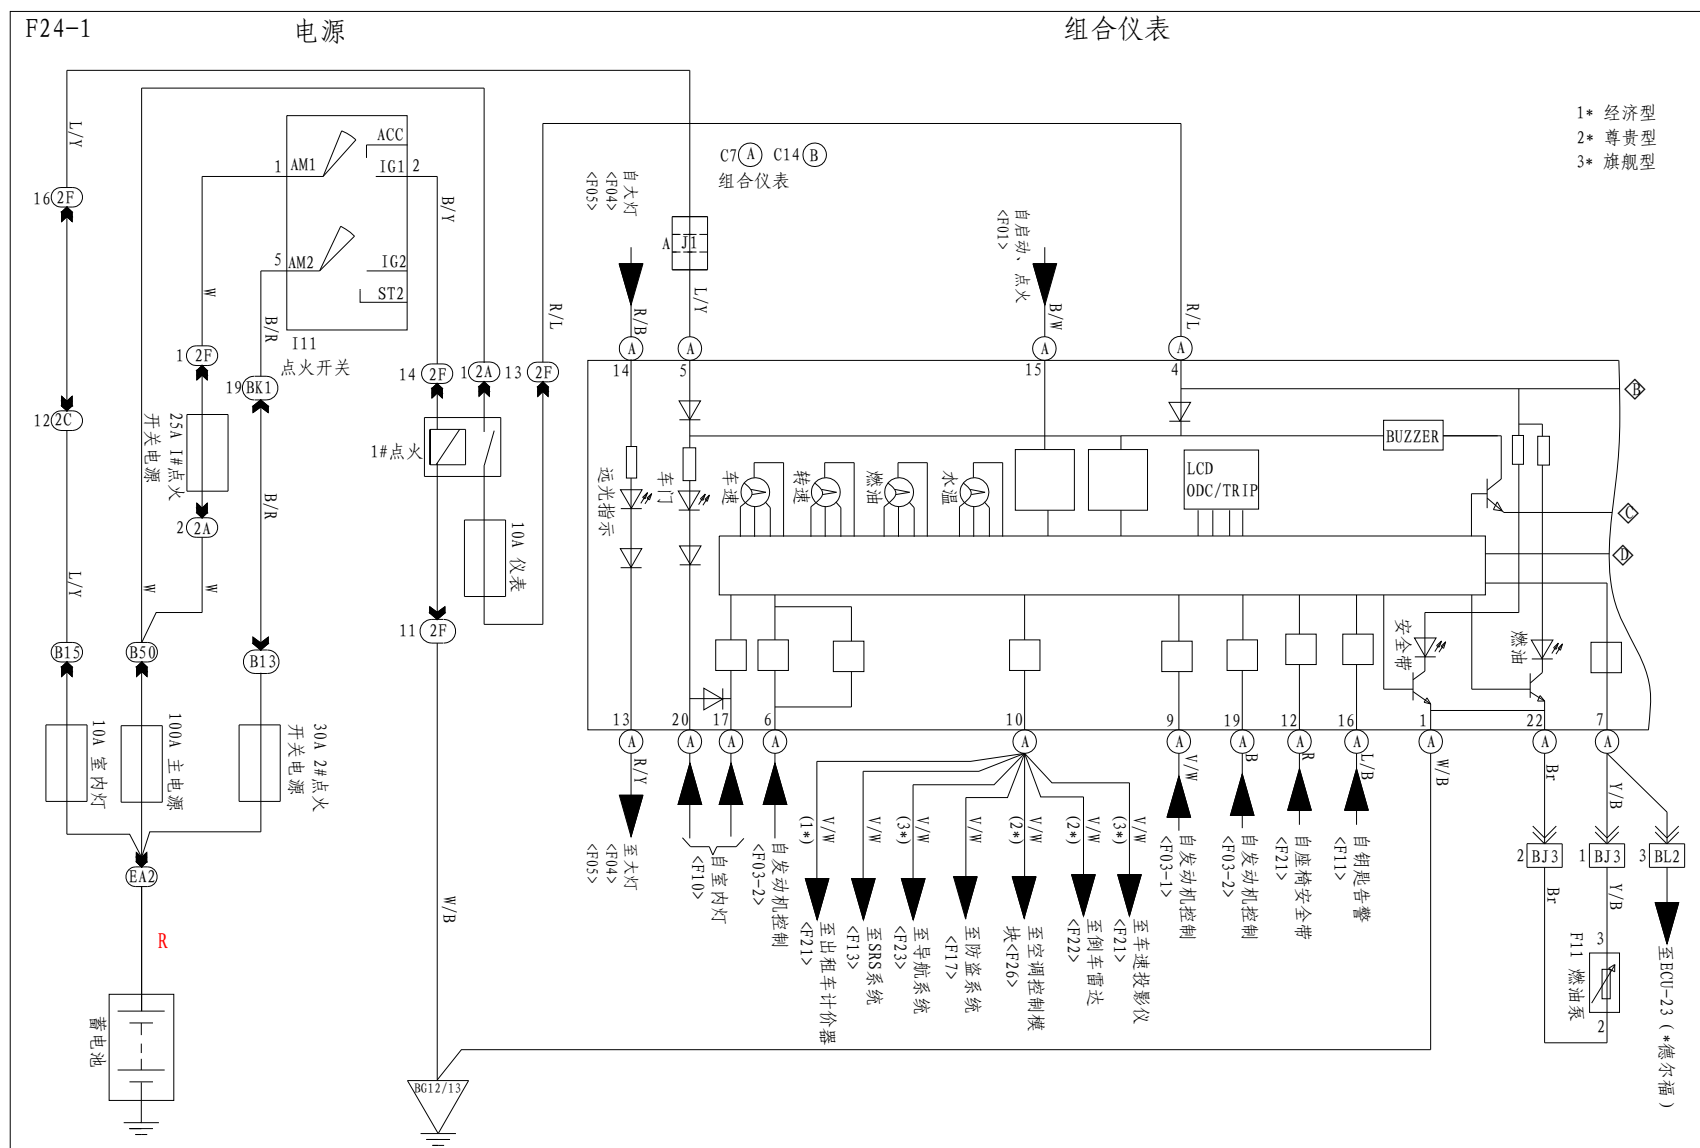 F24-1
电源
组合仪表
1* 经济型
2* 尊贵型
3* 旗舰型
C7 A C14 B
组合仪表
L/Y
16 2F
12 2C
L/Y
B15
10A 室内灯
W
B50
100A 主电源
EA2
R
蓄电池
1 AM1
ACC
IG1 2
5 AM2
IG2
ST2
I11
点火开关
W
1 2F
25A 1#点火
开关电源
2 2A
W
B/R
19 BK1
B/R
B13
30A 2#点火
开关电源
B/Y
14 2F
1 2A
13 2F
R/L
1#点火
10A 仪表
11 2F
W/B
BG12/13
自大灯
<F04>
<F05>
R/B
A
14
A J1
L/Y
A
5
自启动、点火
<F01>
B/W
A
15
R/L
A
4
B
C
D
BUZZER
LCD
ODC/TRIP
远光指示
车门
车速
转速
燃油
水温
安全带
燃油
13
20
17
6
10
9
19
12
16
1
22
7
A
A
A
A
A
A
A
A
A
A
A
A
R/Y
至大灯
<F04>
<F05>
自室内灯
<F10>
自发动机控制
<F03-2>
V/W
(1*)
至出租车计价器
<F21>
V/W
至SRS系统
<F13>
V/W
(3*)
至导航系统
<F23>
V/W
至防盗系统
<F17>
V/W
(2*)
至空调控制模
块<F26>
V/W
(2*)
至倒车雷达
<F22>
V/W
(3*)
至车速投影仪
<F21>
V/W
自发动机控制
<F03-1>
B
自发动机控制
<F03-2>
R
自座椅安全带
<F21>
L/B
自钥匙告警
<F11>
W/B
Br
2 BJ3
Br
Y/B
1 BJ3
Y/B
3 BL2
3
F11 燃油泵
2
至ECU-23 (*德尔福)